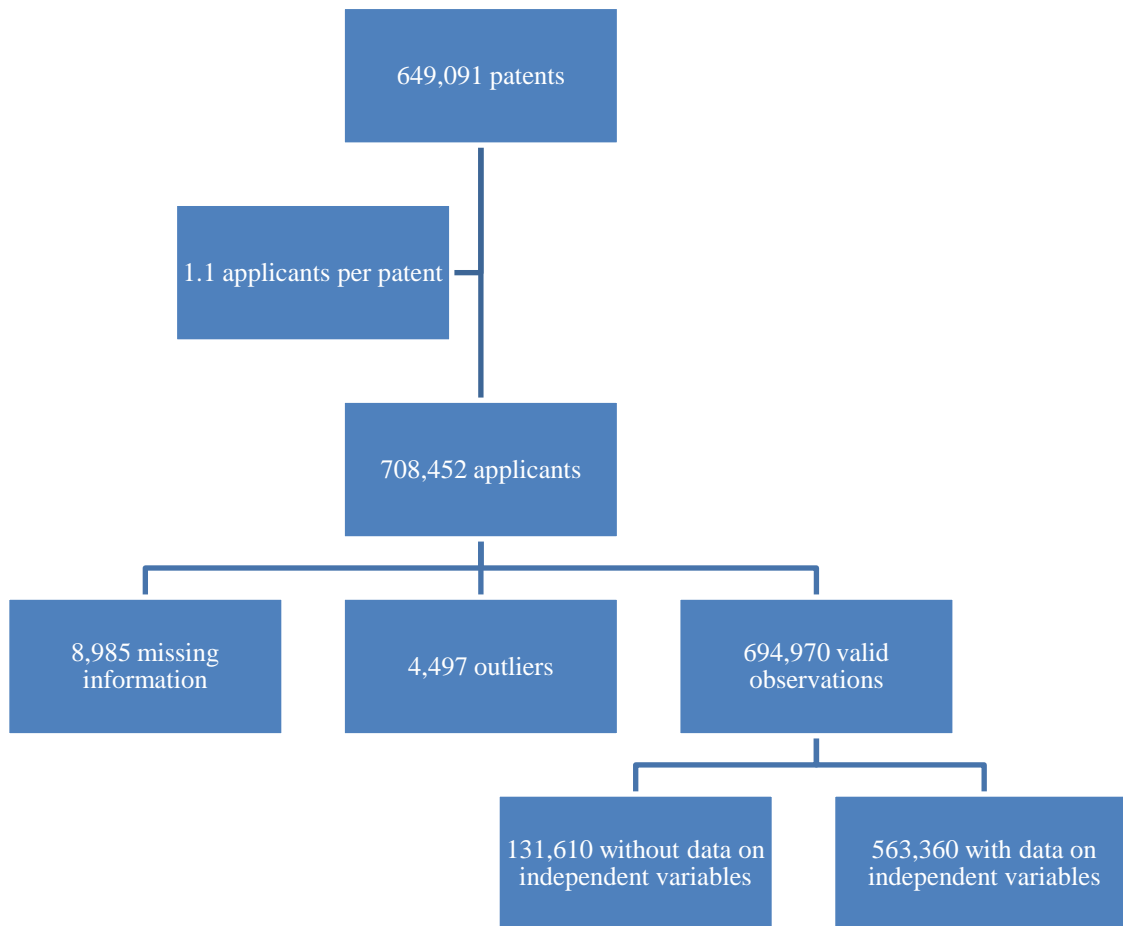 649,091 patents
1.1 applicants per patent
708,452 applicants
8,985 missing
information
4,497 outliers
694,970 valid
observations
131,610 without data on
independent variables
563,360 with data on
independent variables